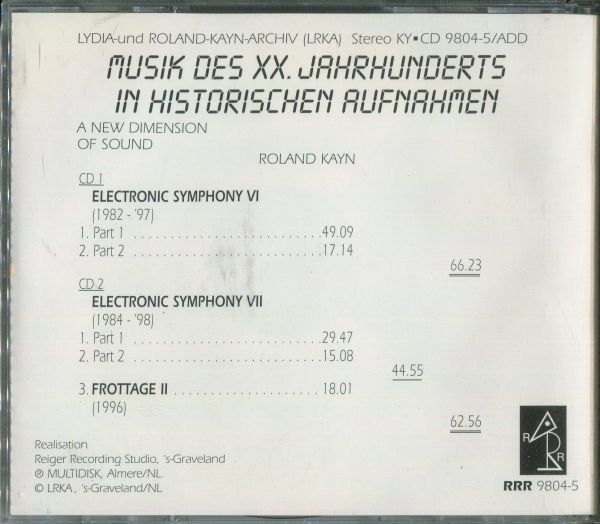 LYDIA-und ROLAND-KAYN-ARCHIV (LRKA) Stereo KY▪CD 9804-5/ADD
MUSIK DES XX. JAHRHUNDERTS
IN HISTORISCHEN AUFNAHMEN
A NEW DIMENSION
OF SOUND
ROLAND KAYN
CD 1
ELECTRONIC SYMPHONY VI
(1982 - '97)
1. Part 1 . . . . . . . . . . . . . . . . . . . . . . . . . .49.09
2. Part 2 . . . . . . . . . . . . . . . . . . . . . . . . . .17.14
66.23
CD 2
ELECTRONIC SYMPHONY VII
(1984 - '98)
1. Part 1 . . . . . . . . . . . . . . . . . . . . . . . . . .29.47
2. Part 2 . . . . . . . . . . . . . . . . . . . . . . . . . .15.08
44.55
3. FROTTAGE II . . . . . . . . . . . . . . . . . . . . 18.01
(1996)
62.56
Realisation
Reiger Recording Studio, 's-Graveland
® MULTIDISK, Almere/NL.
© LRKA, 's-Graveland/NL
R R
RRR 9804-5